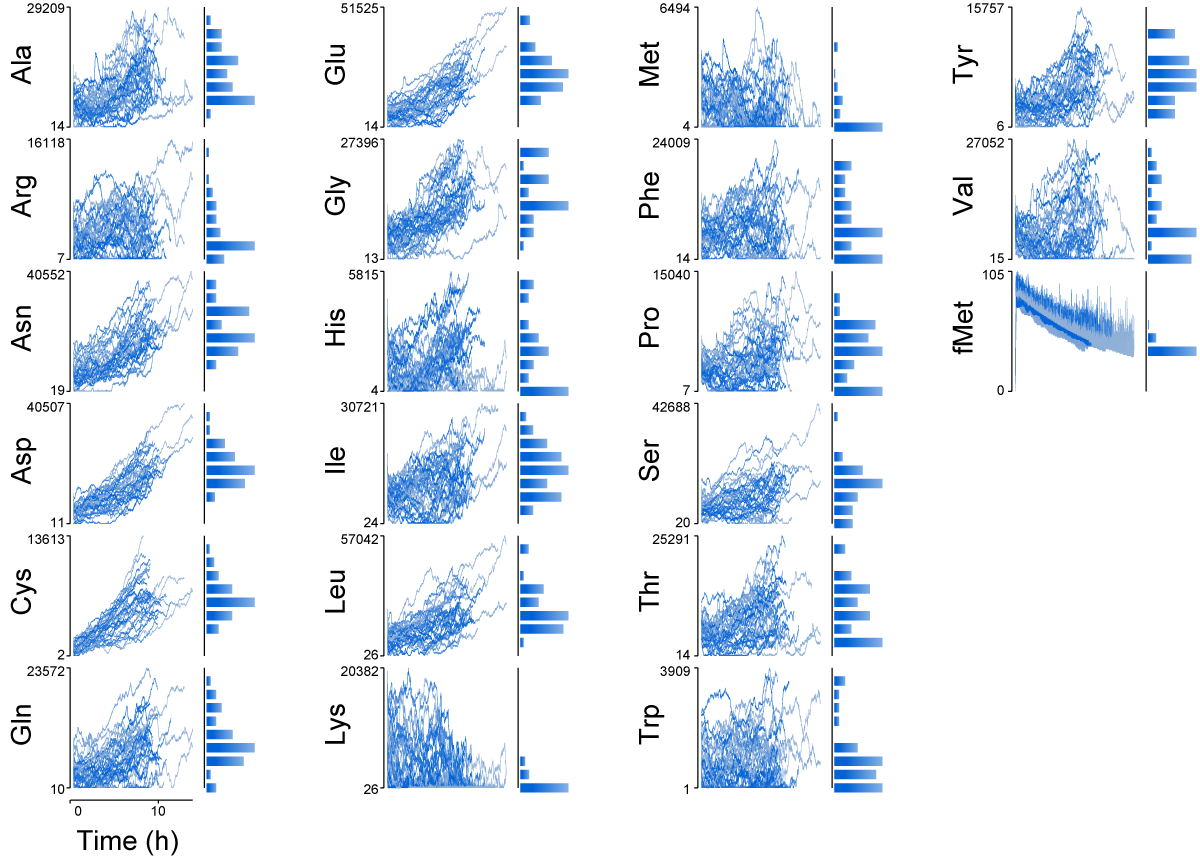 29209
Ala
14
16118
Arg
7
40552
Asn
19
40507
Asp
11
13613
Cys
2
23572
Gln
10
0 10
Time (h)
51525
Glu
14
27396
Gly
13
5815
His
4
30721
Ile
24
57042
Leu
26
20382
Lys
26
6494
Met
4
24009
Phe
14
15040
Pro
7
42688
Ser
20
25291
Thr
14
3909
Trp
1
15757
Tyr
6
27052
Val
15
105
fMet
0